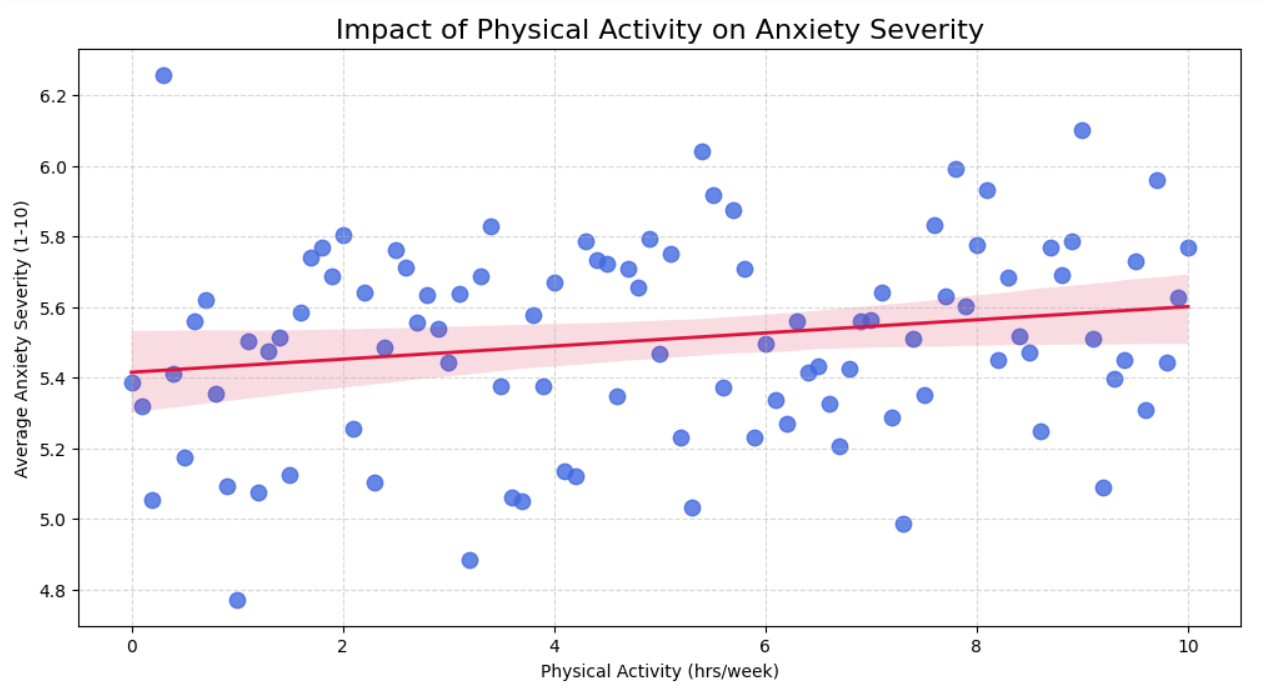 Impact of Physical Activity on Anxiety Severity
Average Anxiety Severity (1-10)
6.2
6.0
5.8
5.6
5.4
5.2
5.0
4.8
0 2 4 6 8 10
Physical Activity (hrs/week)